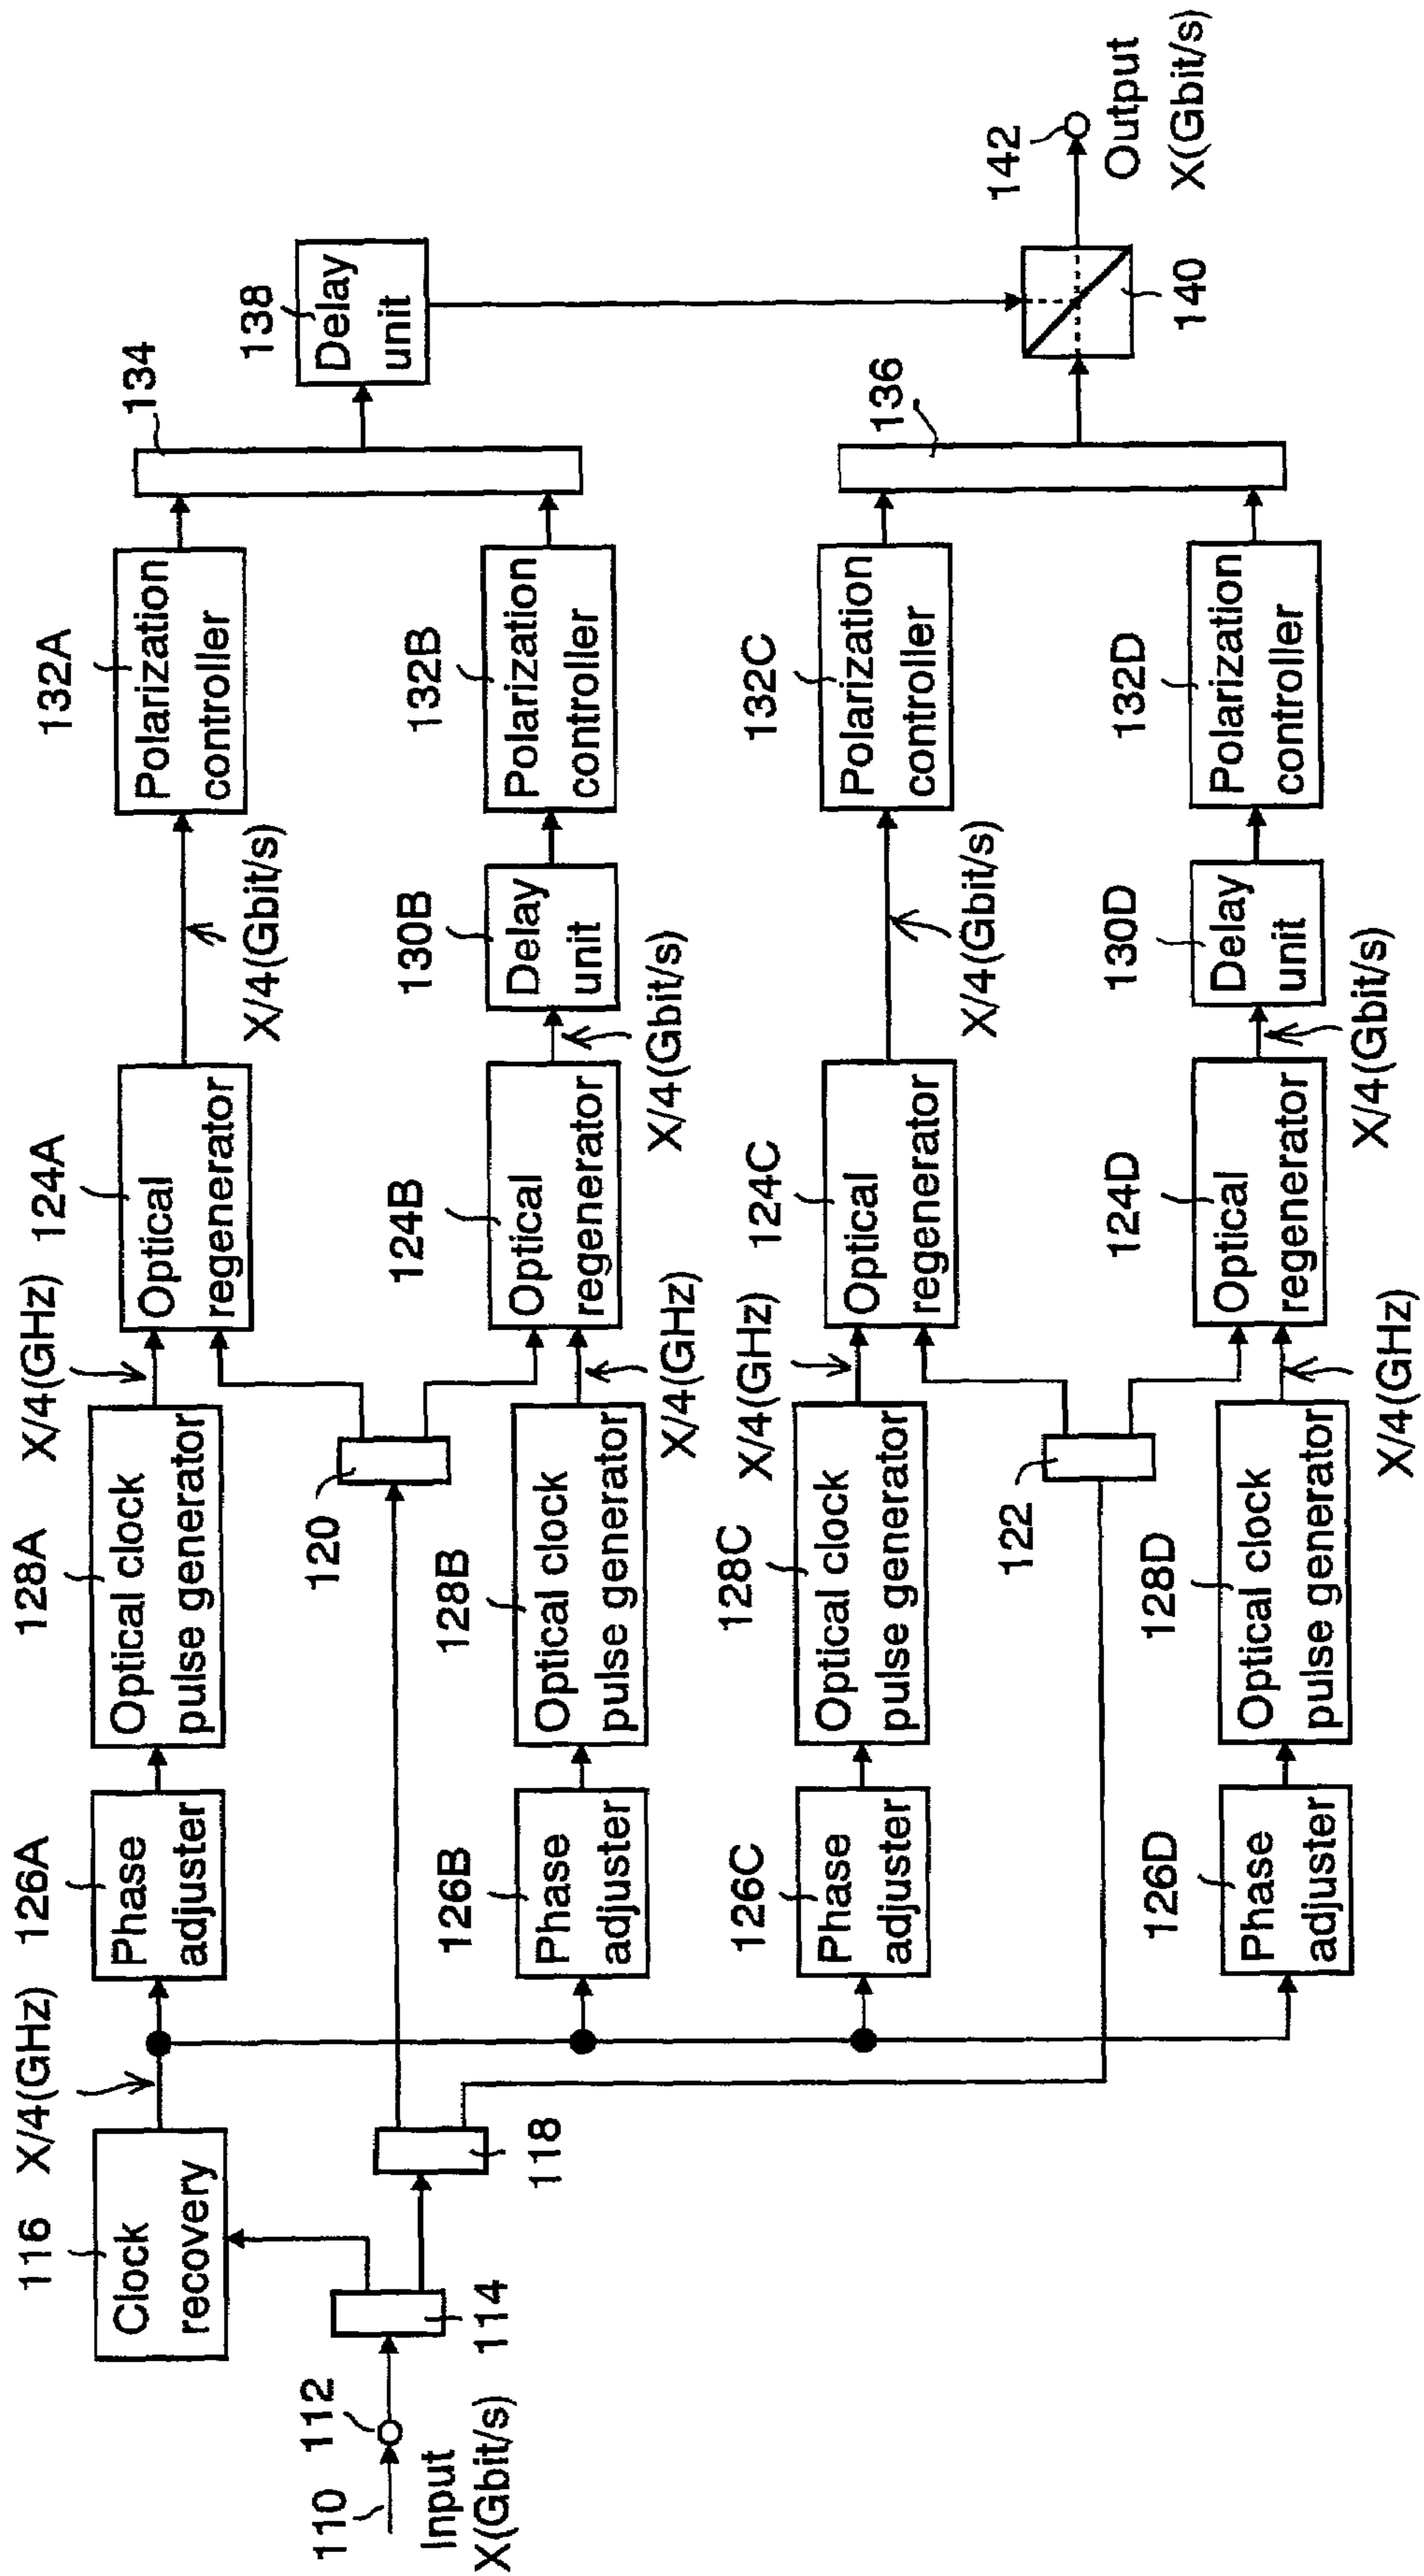 110
112
Input
X(Gbit/s)
114
116
Clock
recovery
X/4(GHz)
118
126A
Phase
adjuster
128A
Optical clock
pulse generator
X/4(GHz)
124A
Optical
regenerator
X/4(Gbit/s)
132A
Polarization
controller
134
138
Delay
unit
120
126B
Phase
adjuster
128B
Optical clock
pulse generator
X/4(GHz)
124B
Optical
regenerator
X/4(Gbit/s)
130B
Delay
unit
132B
Polarization
controller
126C
Phase
adjuster
128C
Optical clock
pulse generator
X/4(GHz)
124C
Optical
regenerator
X/4(Gbit/s)
132C
Polarization
controller
136
122
126D
Phase
adjuster
128D
Optical clock
pulse generator
X/4(GHz)
124D
Optical
regenerator
X/4(Gbit/s)
130D
Delay
unit
132D
Polarization
controller
140
142
Output
X(Gbit/s)